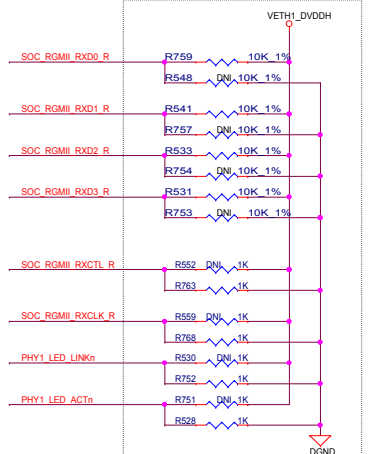 VETH1_DVDDH
SOC_RGMII_RXD0_R R759 10K_1%
R548 DNI 10K_1%
SOC_RGMII_RXD1_R R541 10K_1%
R757 DNI 10K_1%
SOC_RGMII_RXD2_R R533 10K_1%
R754 DNI 10K_1%
SOC_RGMII_RXD3_R R531 10K_1%
R753 DNI 10K_1%
SOC_RGMII_RXCTL_R R552 DNI 1K
R763 1K
SOC_RGMII_RXCLK_R R559 DNI 1K
R768 1K
PHY1_LED_LINKn R530 DNI 1K
R752 1K
PHY1_LED_ACTn R751 DNI 1K
R528 1K
DGND